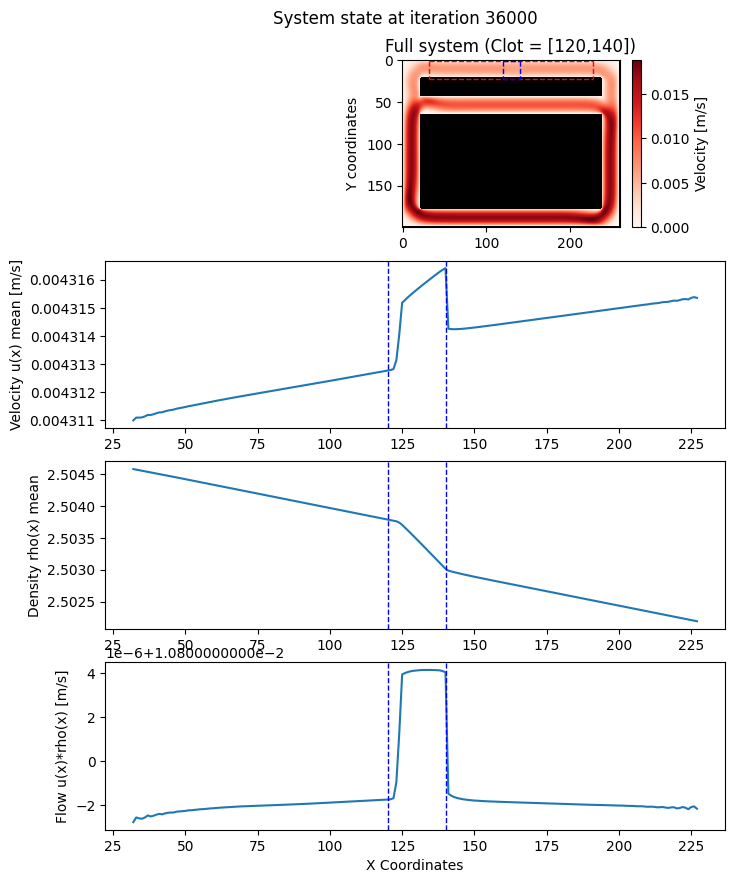 System state at iteration 36000
Full system (Clot = [120,140])
Y coordinates
0
50
100
150
0
100
200
0.015
0.010
0.005
0.000
Velocity [m/s]
Velocity u(x) mean [m/s]
0.004316
0.004315
0.004314
0.004313
0.004312
0.004311
25 50 75 100 125 150 175 200 225
Density rho(x) mean
2.5045
2.5040
2.5035
2.5030
2.5025
25 50 75 100 125 150 175 200 225
1e−6+1.0800000000e−2
Flow u(x)*rho(x) [m/s]
4
2
0
−2
25 50 75 100 125 150 175 200 225
X Coordinates